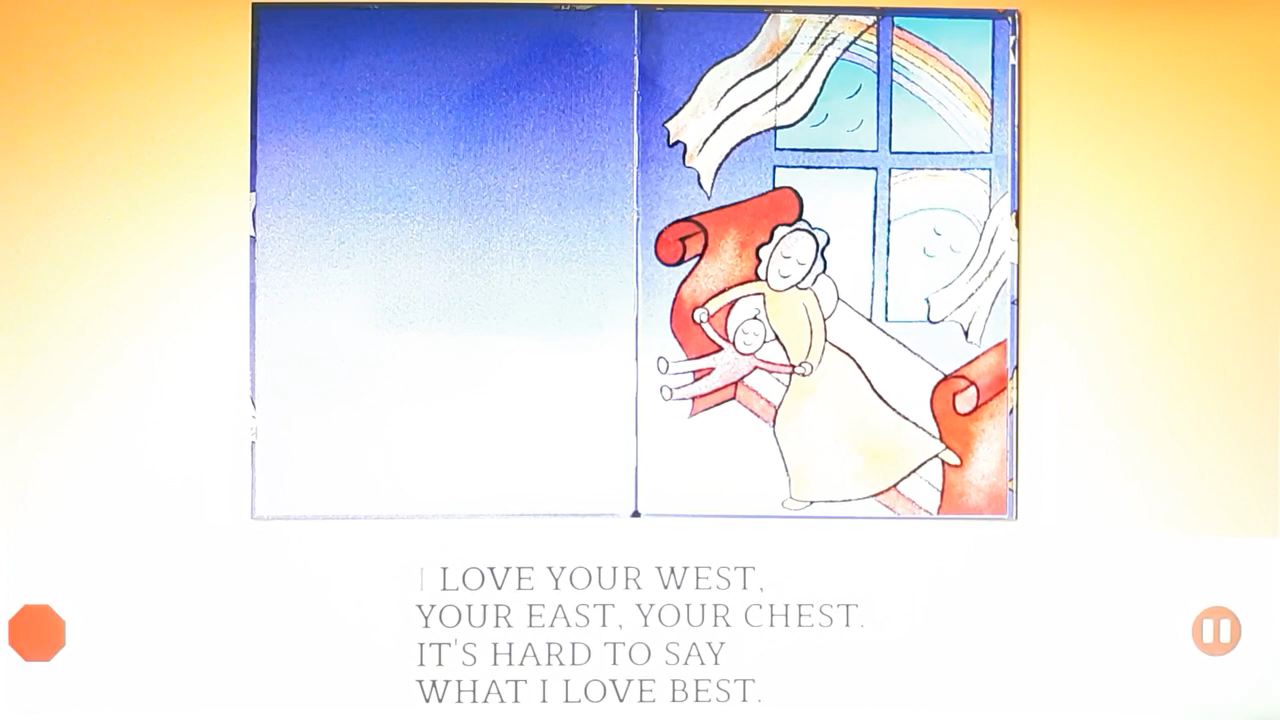 I LOVE YOUR WEST,
YOUR EAST, YOUR CHEST.
IT'S HARD TO SAY
WHAT I LOVE BEST.